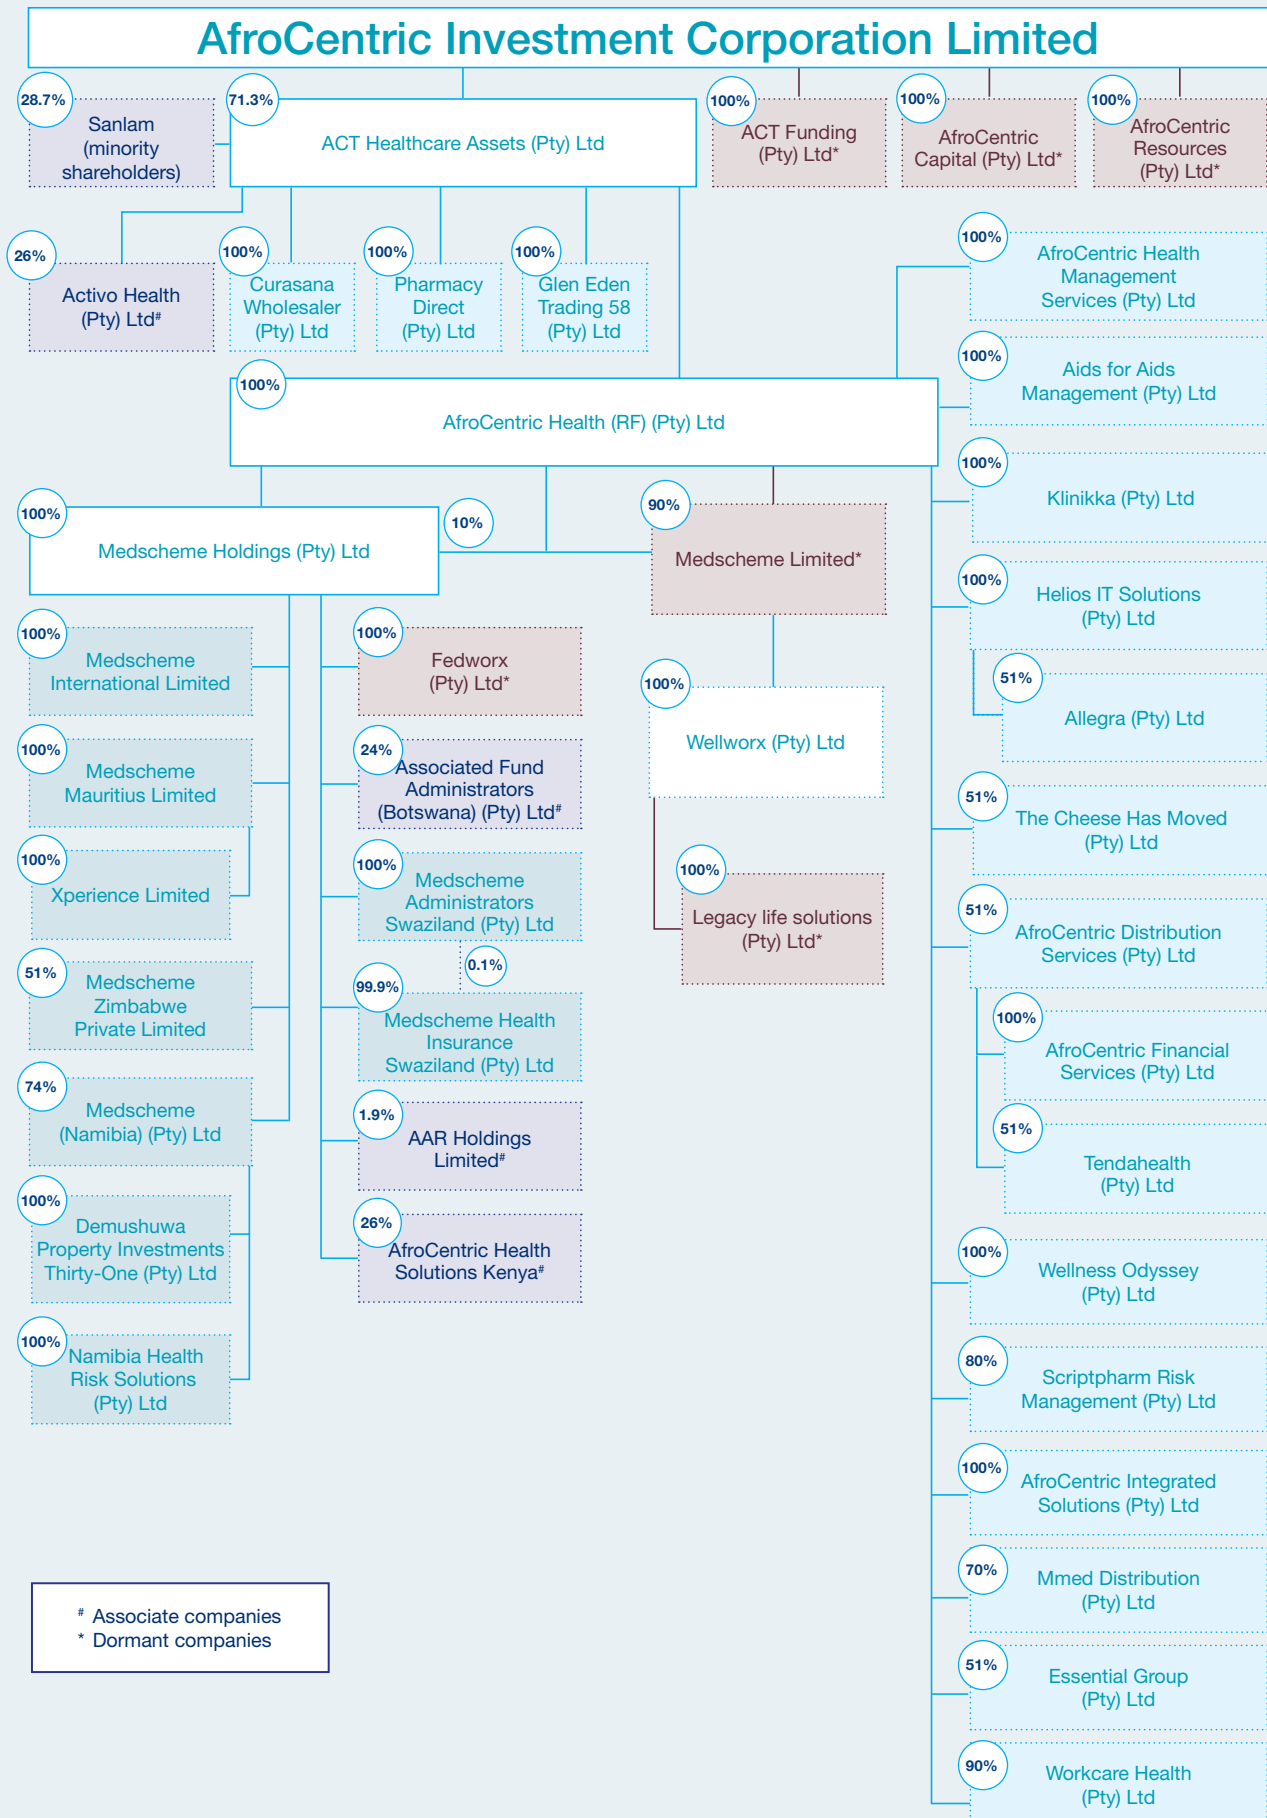 AfroCentric Investment Corporation Limited
28.7%
Sanlam
(minority
shareholders)
71.3%
ACT Healthcare Assets (Pty) Ltd
100%
ACT Funding
(Pty) Ltd*
100%
AfroCentric
Capital (Pty) Ltd*
100%
AfroCentric
Resources
(Pty) Ltd*
26%
Activo Health
(Pty) Ltd#
100%
Curasana
Wholesaler
(Pty) Ltd
100%
Pharmacy
Direct
(Pty) Ltd
100%
Glen Eden
Trading 58
(Pty) Ltd
100%
AfroCentric Health (RF) (Pty) Ltd
100%
Medscheme Holdings (Pty) Ltd
10%
90%
Medscheme Limited*
100%
Medscheme
International Limited
100%
Medscheme
Mauritius Limited
100%
Xperience Limited
51%
Medscheme
Zimbabwe
Private Limited
74%
Medscheme
(Namibia) (Pty) Ltd
100%
Demushuwa
Property Investments
Thirty-One (Pty) Ltd
100%
Namibia Health
Risk Solutions
(Pty) Ltd
100%
Fedworx
(Pty) Ltd*
24%
Associated Fund
Administrators
(Botswana) (Pty) Ltd#
100%
Medscheme
Administrators
Swaziland (Pty) Ltd
0.1%
99.9%
Medscheme Health
Insurance
Swaziland (Pty) Ltd
1.9%
AAR Holdings
Limited#
26%
AfroCentric Health
Solutions Kenya#
100%
Wellworx (Pty) Ltd
100%
Legacy life solutions
(Pty) Ltd*
100%
AfroCentric Health
Management
Services (Pty) Ltd
100%
Aids for Aids
Management (Pty) Ltd
100%
Klinikka (Pty) Ltd
100%
Helios IT Solutions
(Pty) Ltd
51%
Allegra (Pty) Ltd
51%
The Cheese Has Moved
(Pty) Ltd
51%
AfroCentric Distribution
Services (Pty) Ltd
100%
AfroCentric Financial
Services (Pty) Ltd
51%
Tendahealth
(Pty) Ltd
100%
Wellness Odyssey
(Pty) Ltd
80%
Scriptpharm Risk
Management (Pty) Ltd
100%
AfroCentric Integrated
Solutions (Pty) Ltd
70%
Mmed Distribution
(Pty) Ltd
51%
Essential Group
(Pty) Ltd
90%
Workcare Health
(Pty) Ltd
# Associate companies
* Dormant companies